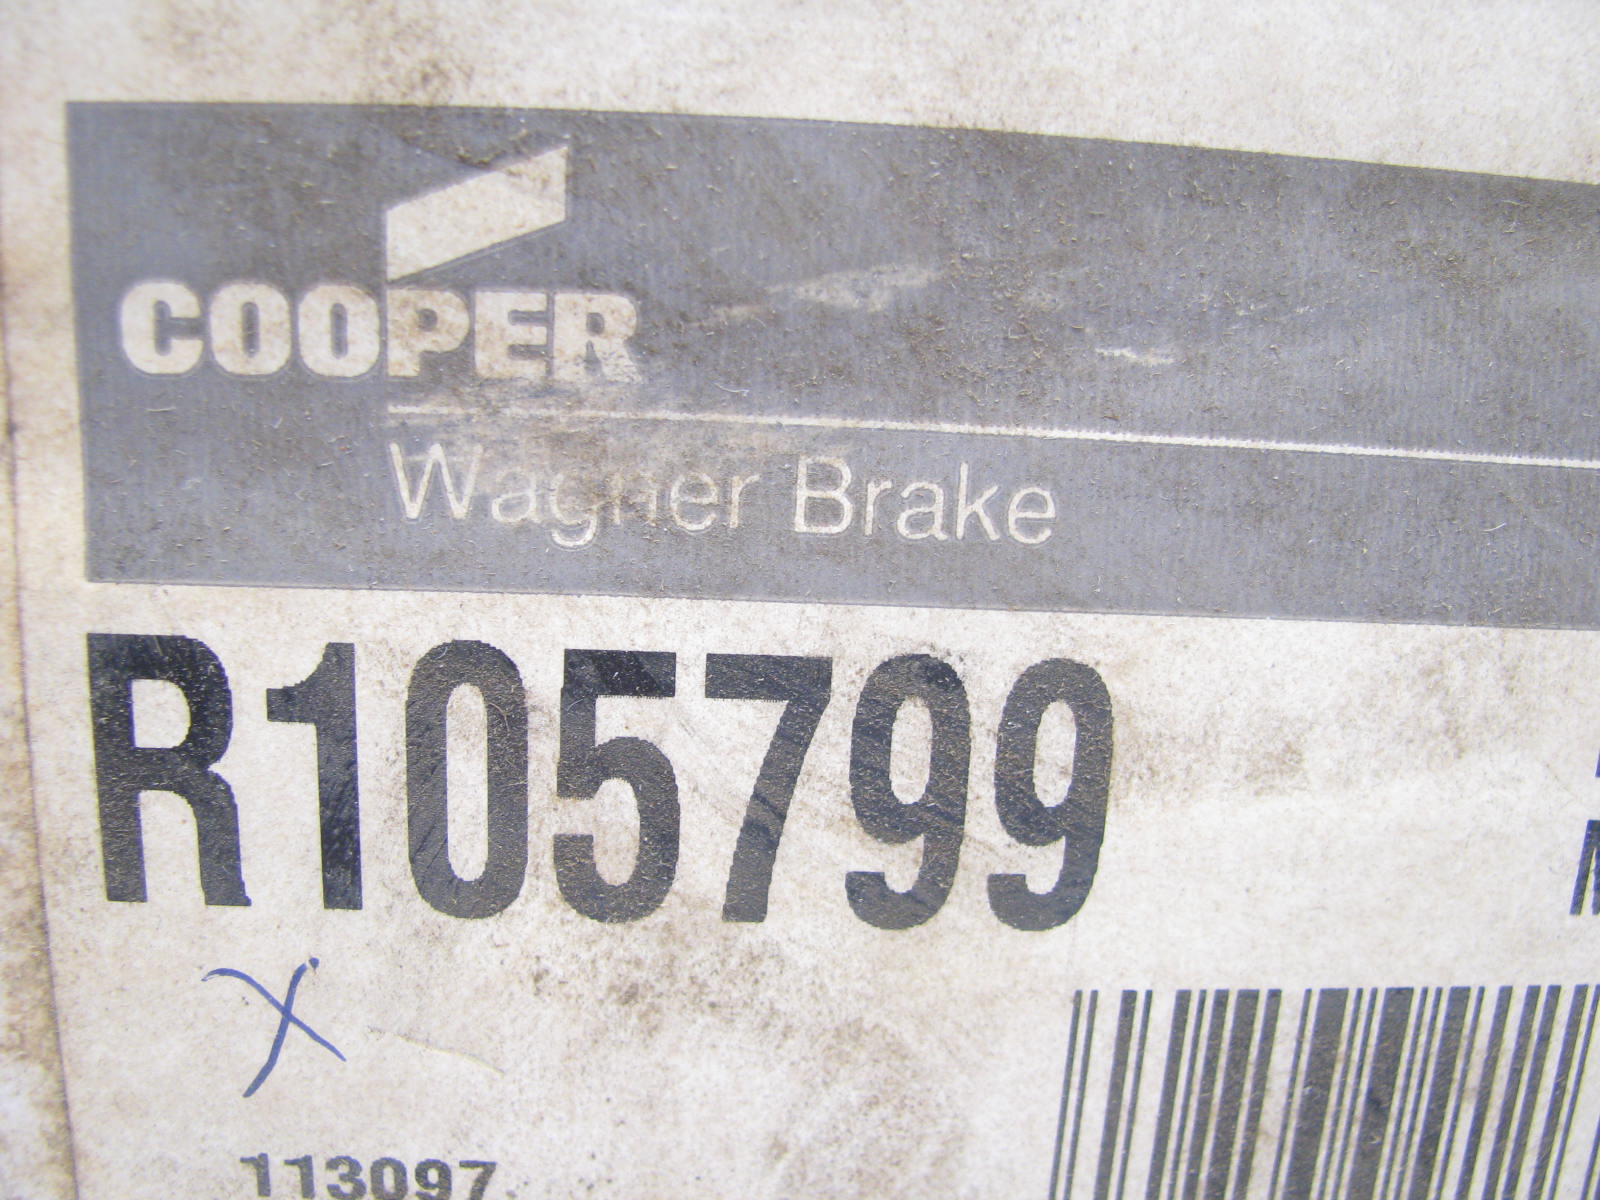 COOPER
Wagner Brake
R105799
X
113097